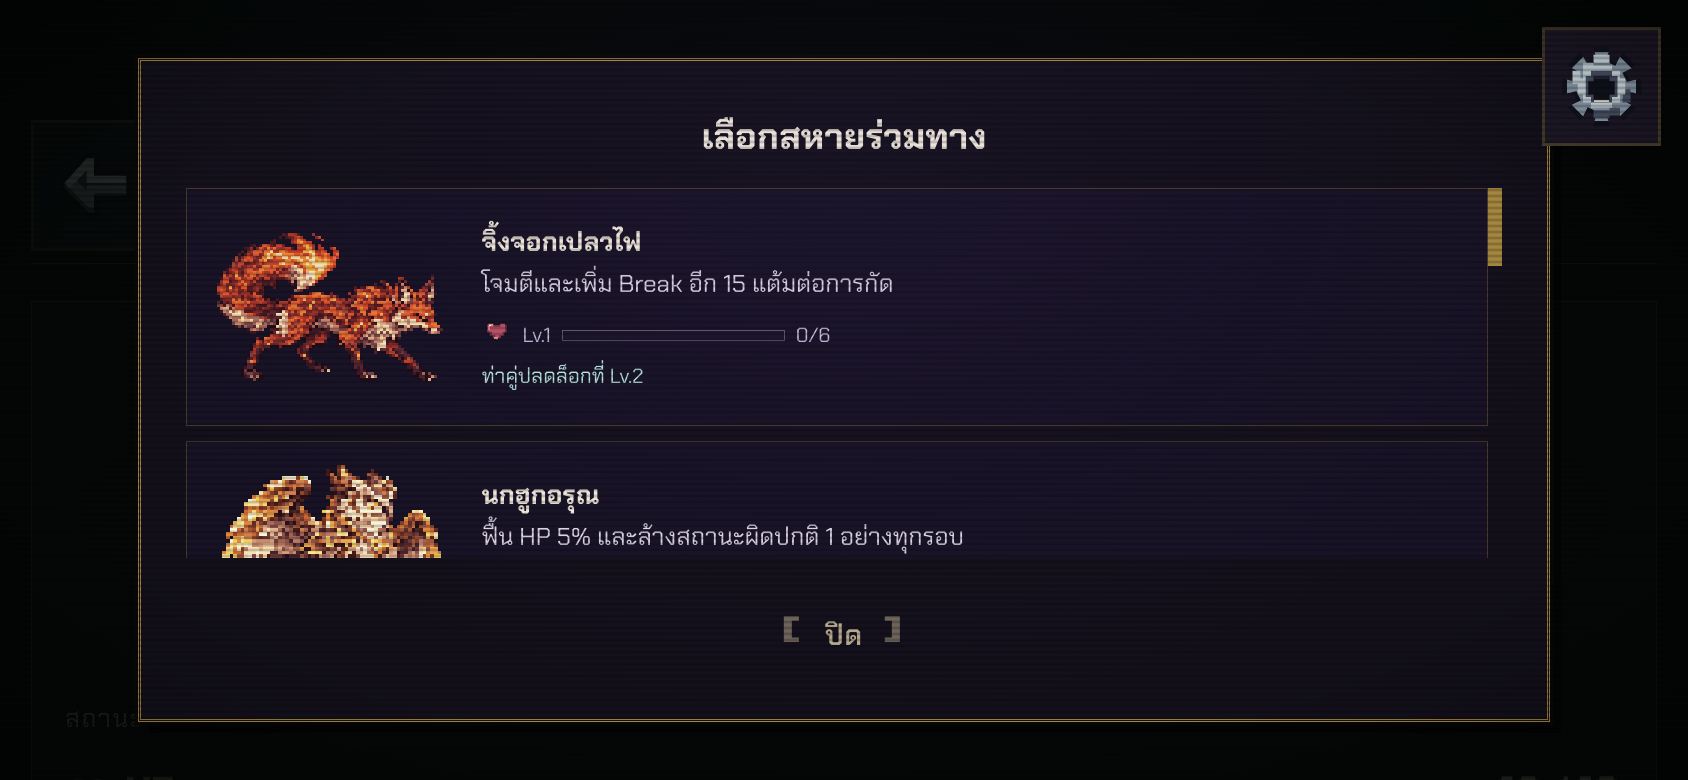 เลือกสหายร่วมทาง
จิ้งจอกเปลวไฟ
โจมตีและเพิ่ม Break อีก 15 แต้มต่อการกัด
Lv.1 0/6
ท่าคู่ปลดล็อกที่ Lv.2
นกฮูกอรุณ
ฟื้น HP 5% และล้างสถานะผิดปกติ 1 อย่างทุกรอบ
[ ปิด ]
สถานะ